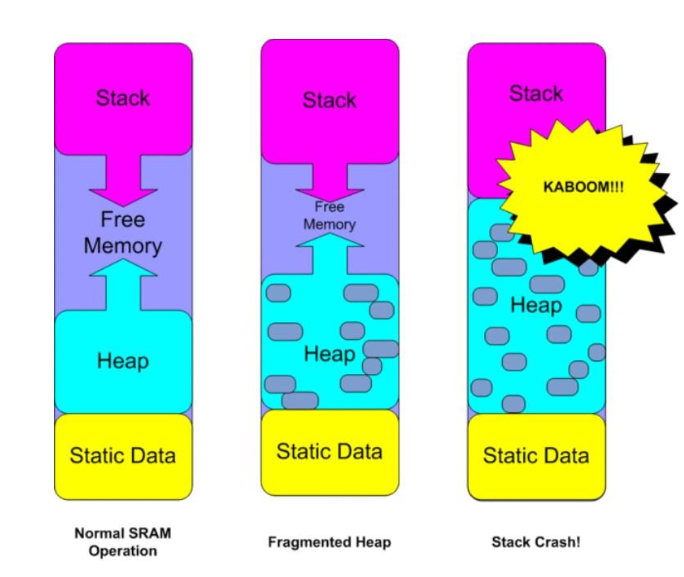 Stack
Free
Memory
Heap
Static Data
Normal SRAM
Operation
Stack
Free
Memory
Heap
Static Data
Fragmented Heap
Stack
KABOOM!!!
Heap
Static Data
Stack Crash!